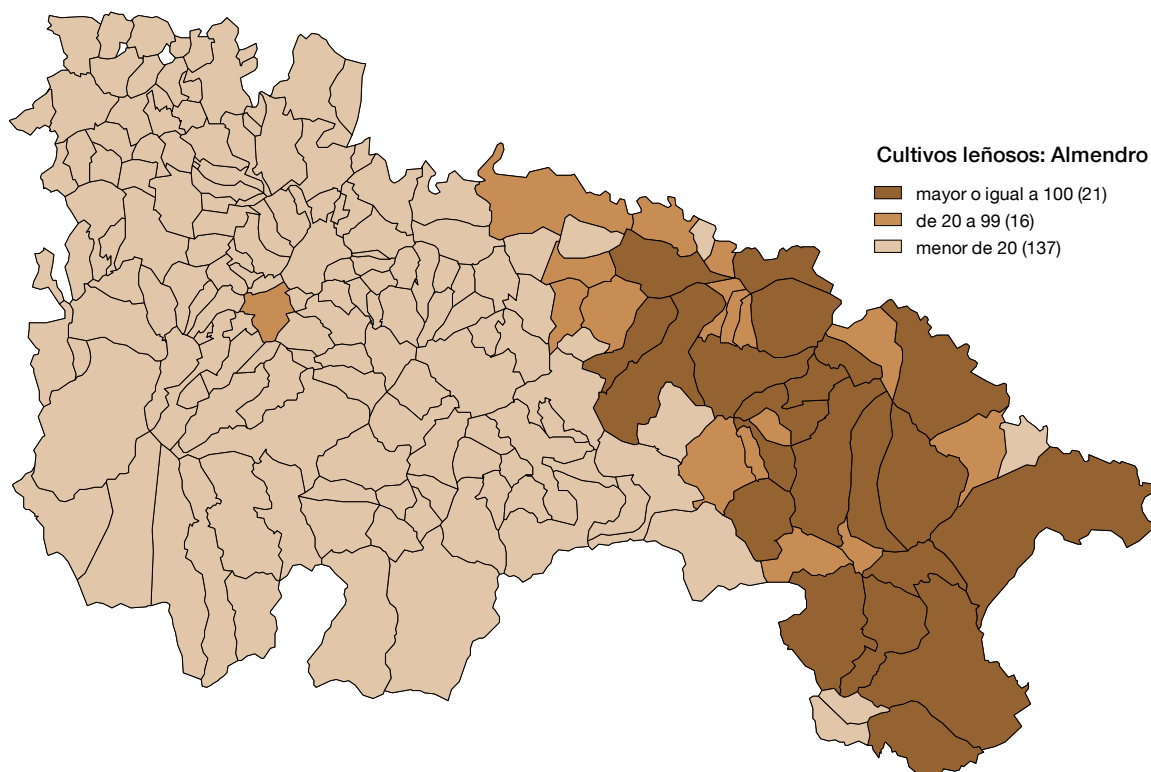 Cultivos leñosos: Almendro
mayor o igual a 100 (21)
de 20 a 99 (16)
menor de 20 (137)